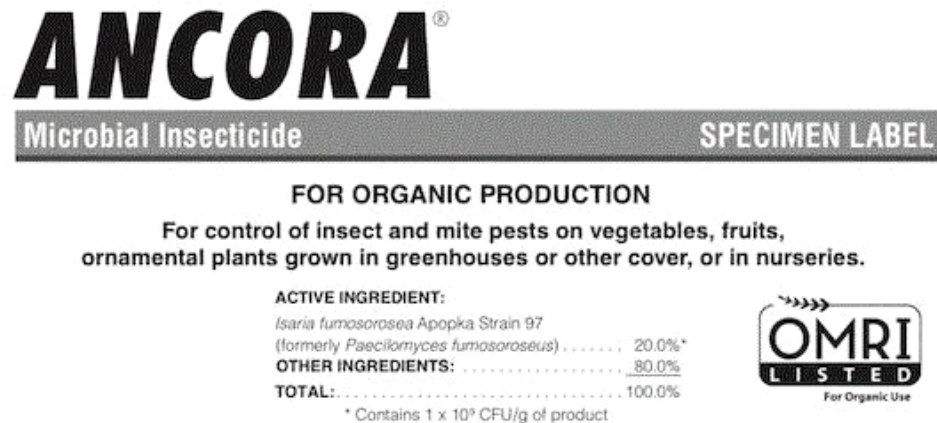 ANCORA®
Microbial Insecticide SPECIMEN LABEL
FOR ORGANIC PRODUCTION
For control of insect and mite pests on vegetables, fruits,
ornamental plants grown in greenhouses or other cover, or in nurseries.
ACTIVE INGREDIENT:
Isaria fumosorosea Apopka Strain 97
(formerly Paecilomyces fumosoroseus) . . . . . . . 20.0%*
OTHER INGREDIENTS: . . . . . . . . . . . . . . . . . 80.0%
TOTAL: . . . . . . . . . . . . . . . . . . . . . . . . . . . . . . 100.0%
* Contains 1 x 10⁹ CFU/g of product
OMRI
LISTED
For Organic Use